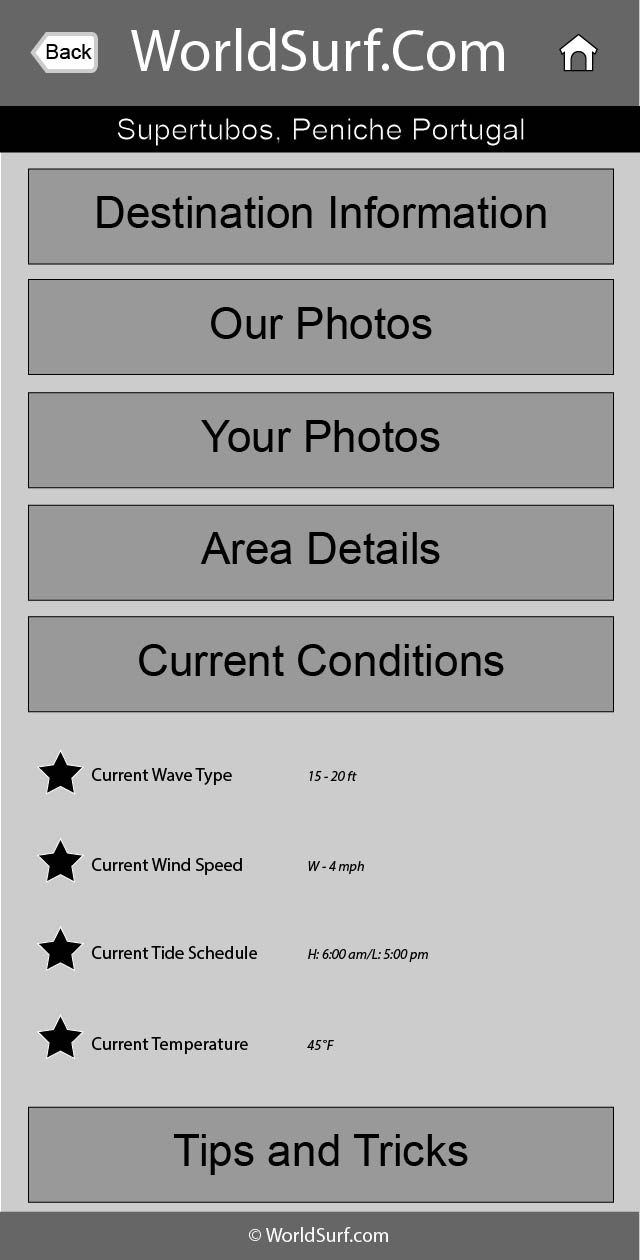 Back
WorldSurf.Com
Supertubos, Peniche Portugal
Destination Information
Our Photos
Your Photos
Area Details
Current Conditions
Current Wave Type 15 - 20 ft
Current Wind Speed W - 4 mph
Current Tide Schedule H: 6:00 am/L: 5:00 pm
Current Temperature 45°F
Tips and Tricks
© WorldSurf.com